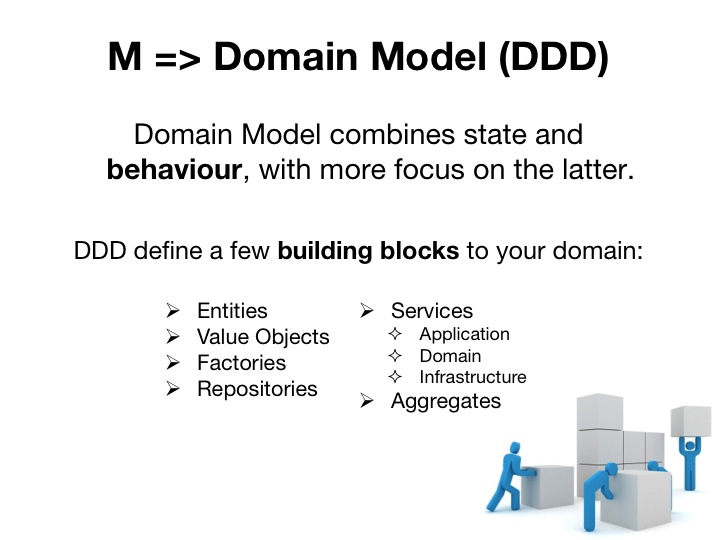 M => Domain Model (DDD)
Domain Model combines state and
behaviour, with more focus on the latter.
DDD define a few building blocks to your domain:
➢ Entities
➢ Value Objects
➢ Factories
➢ Repositories
➢ Services
✧ Application
✧ Domain
✧ Infrastructure
➢ Aggregates